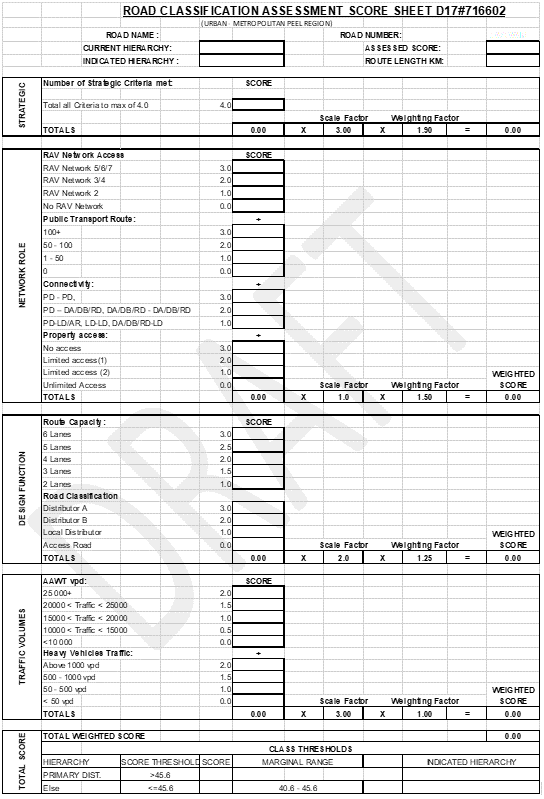 ROAD CLASSIFICATION ASSESSMENT SCORE SHEET D17#716602
(URBAN - METROPOLITAN PEEL REGION)
ROAD NAME : ROAD NUMBER:
CURRENT HIERARCHY: ASSESSED SCORE:
INDICATED HIERARCHY : ROUTE LENGTH KM:
STRATEGIC
Number of Strategic Criteria met: SCORE
Total all Criteria to max of 4.0 4.0
Scale Factor Weighting Factor
TOTALS 0.00 X 3.00 X 1.90 = 0.00
NETWORK ROLE
RAV Network Access SCORE
RAV Network 5/6/7 3.0
RAV Network 3/4 2.0
RAV Network 2 1.0
No RAV Network 0.0
Public Transport Route: +
100+ 3.0
50 - 100 2.0
1 - 50 1.0
0 0.0
Connectivity: +
PD - PD, 3.0
PD – DA/DB/RD, DA/DB/RD - DA/DB/RD 2.0
PD-LD/AR, LD-LD, DA/DB/RD-LD 1.0
Property access: +
No access 3.0
Limited access(1) 2.0
Limited access (2) 1.0 WEIGHTED
Unlimited Access 0.0 Scale Factor Weighting Factor SCORE
TOTALS 0.00 X 1.0 X 1.50 = 0.00
DESIGN FUNCTION
Route Capacity: SCORE
6 Lanes 3.0
5 Lanes 2.5
4 Lanes 2.0
3 Lanes 1.5
2 Lanes 1.0
Road Classification
Distributor A 3.0
Distributor B 2.0
Local Distributor 1.0 WEIGHTED
Access Road 0.0 Scale Factor Weighting Factor SCORE
TOTALS 0.00 X 2.0 X 1.25 = 0.00
TRAFFIC VOLUMES
AAWT vpd: SCORE
25 000+ 2.0
20000 < Traffic < 25000 1.5
15000 < Traffic < 20000 1.0
10000 < Traffic < 15000 0.5
<10 000 0.0
Heavy Vehicles Traffic: +
Above 1000 vpd 2.0
500 - 1000 vpd 1.5
50 - 500 vpd 1.0 WEIGHTED
< 50 vpd 0.0 Scale Factor Weighting Factor SCORE
TOTALS 0.00 X 3.00 X 1.00 = 0.00
TOTAL SCORE
TOTAL WEIGHTED SCORE 0.00
CLASS THRESHOLDS
HIERARCHY SCORE THRESHOLD SCORE MARGINAL RANGE INDICATED HIERARCHY
PRIMARY DIST. >45.6
Else <=45.6 40.6 - 45.6
DRAFT